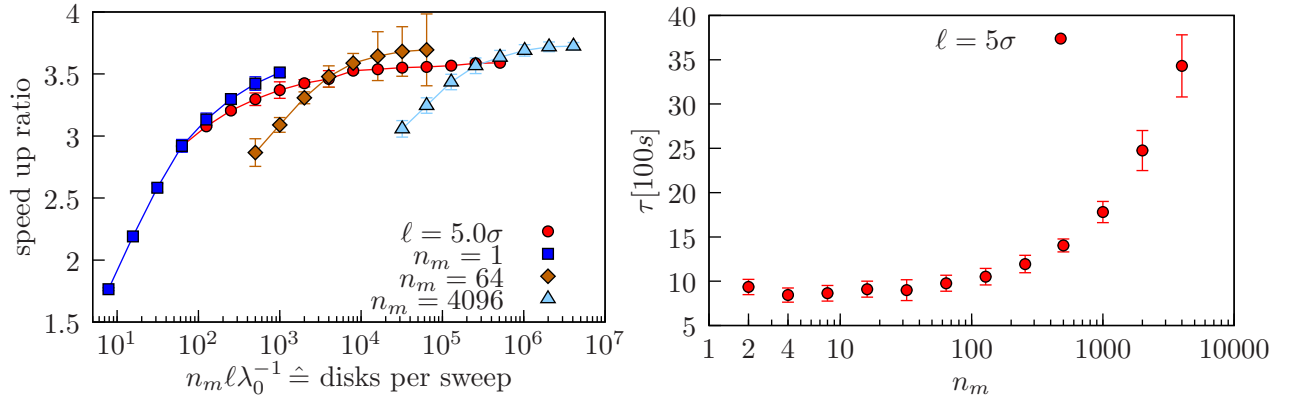 4
3.5
3
2.5
2
1.5
speed up ratio
ℓ = 5.0σ
n_m = 1
n_m = 64
n_m = 4096
10^1 10^2 10^3 10^4 10^5 10^6 10^7
n_m ℓ λ_0^{-1} ≙ disks per sweep
40
35
30
25
20
15
10
5
τ[100s]
ℓ = 5σ
1 2 4 10 100 1000 10000
n_m